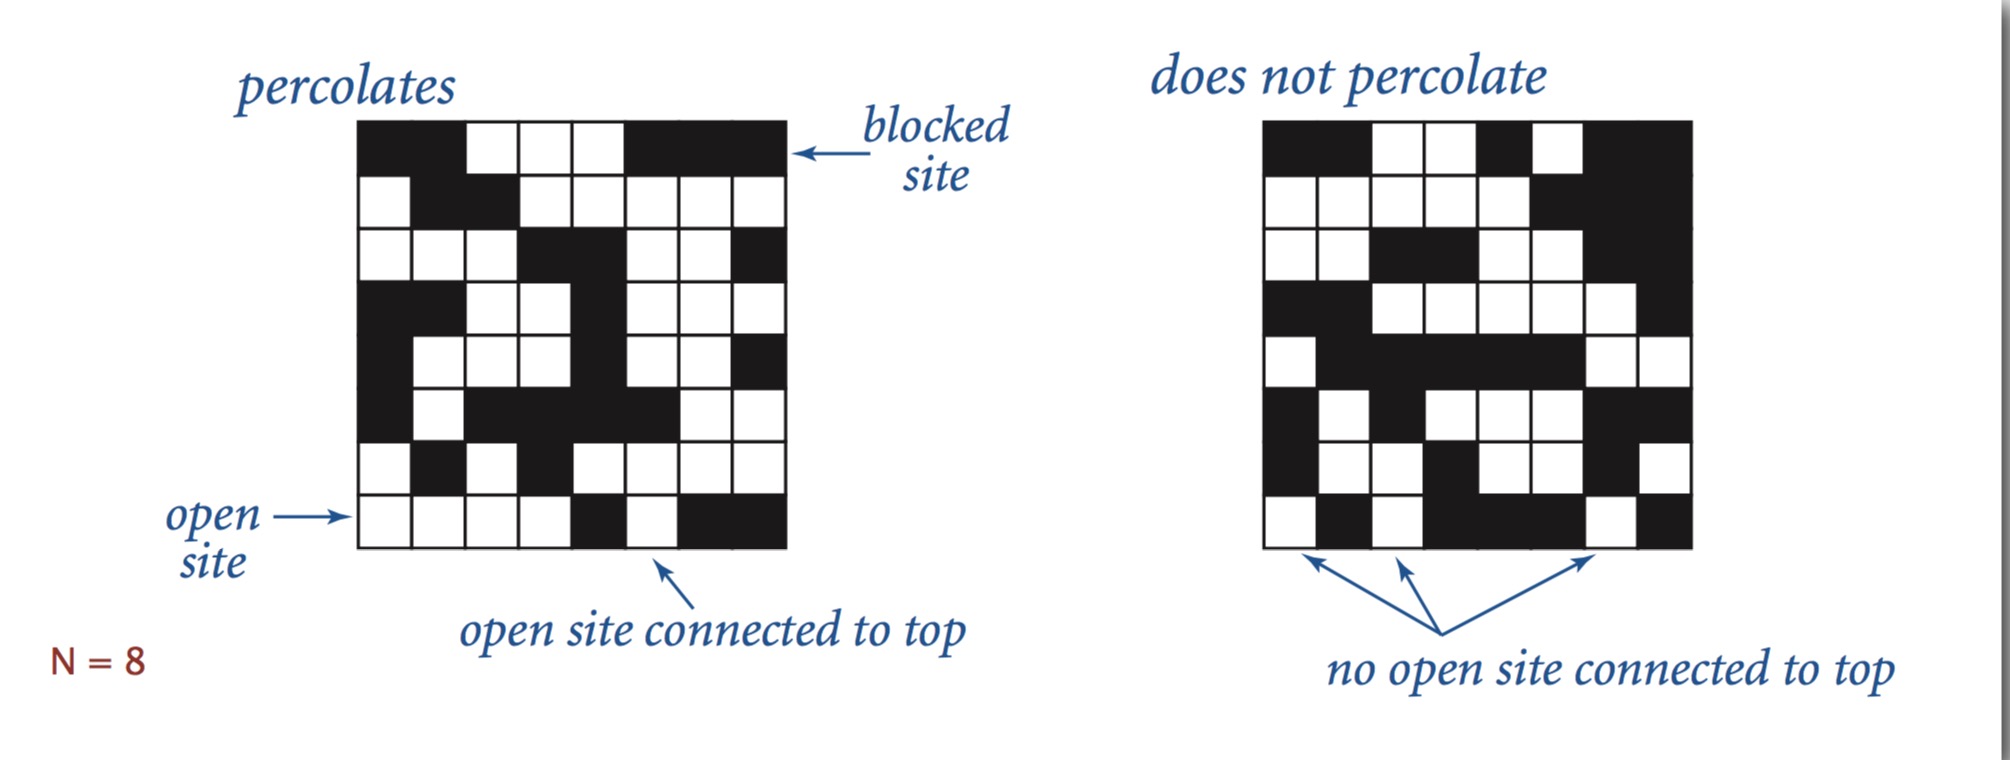 percolates
does not percolate
blocked
site
open
site
open site connected to top
N = 8
no open site connected to top